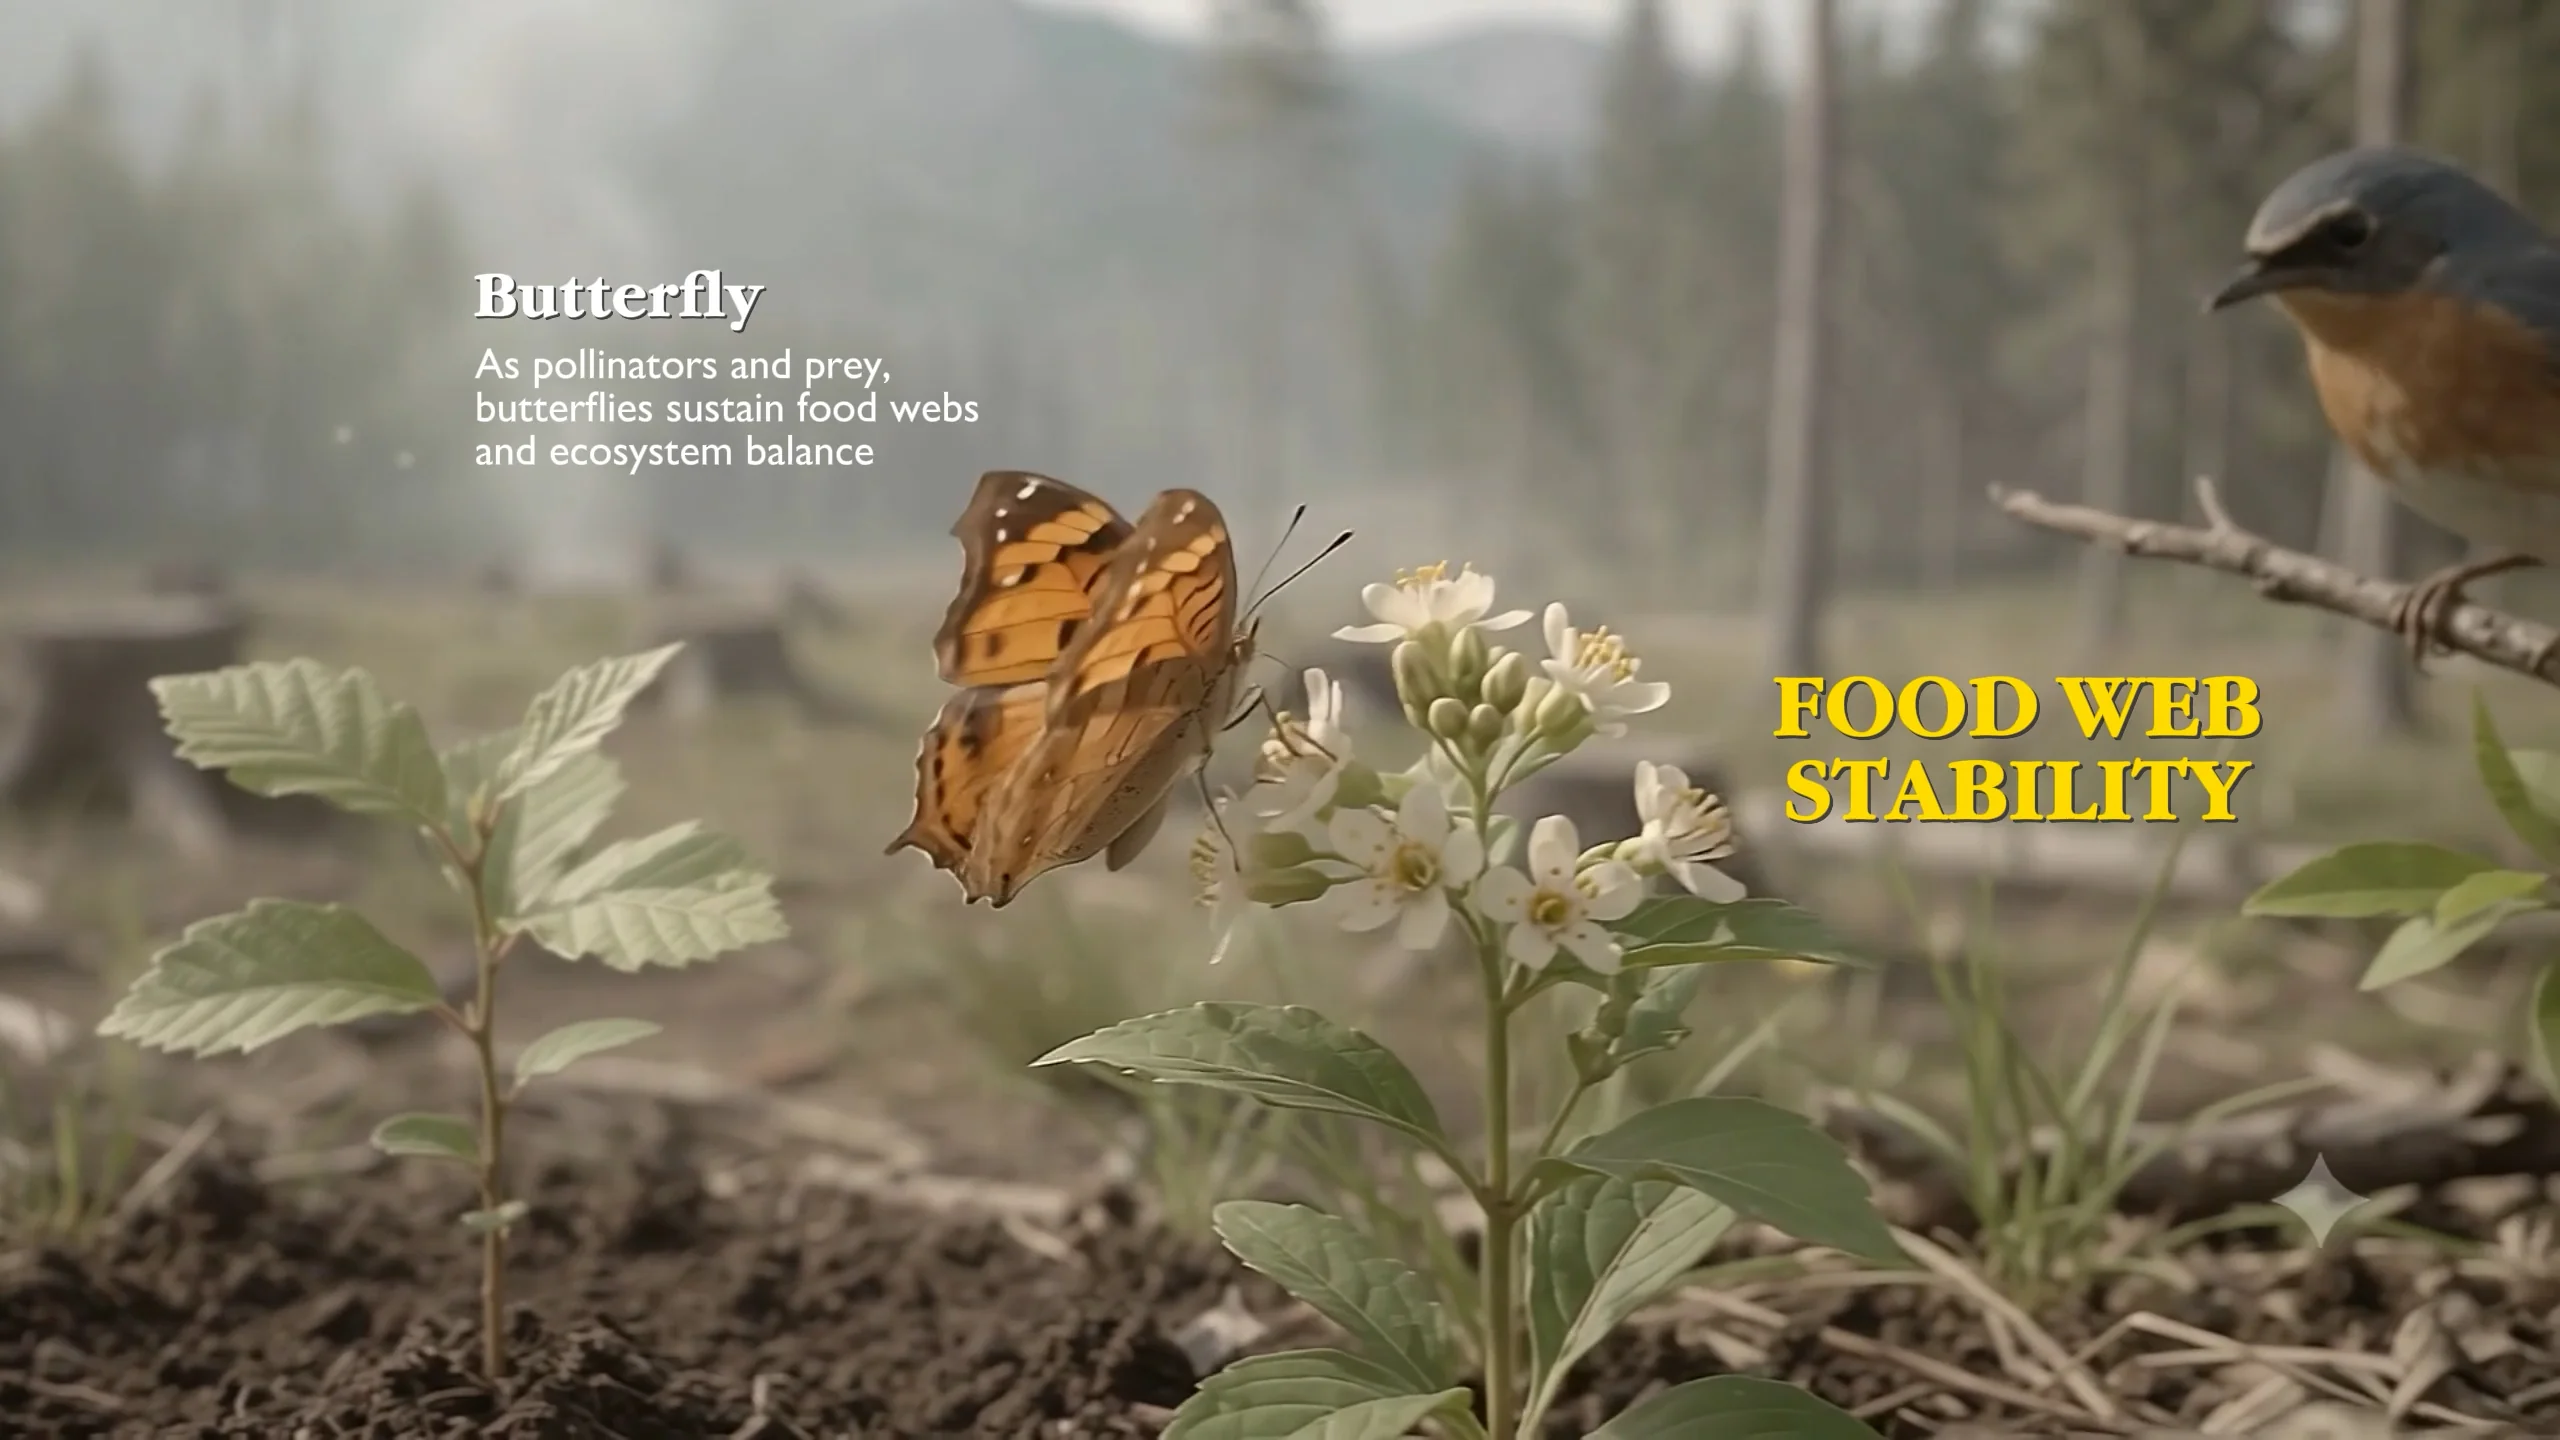 Butterfly
As pollinators and prey,
butterflies sustain food webs
and ecosystem balance
FOOD WEB
STABILITY